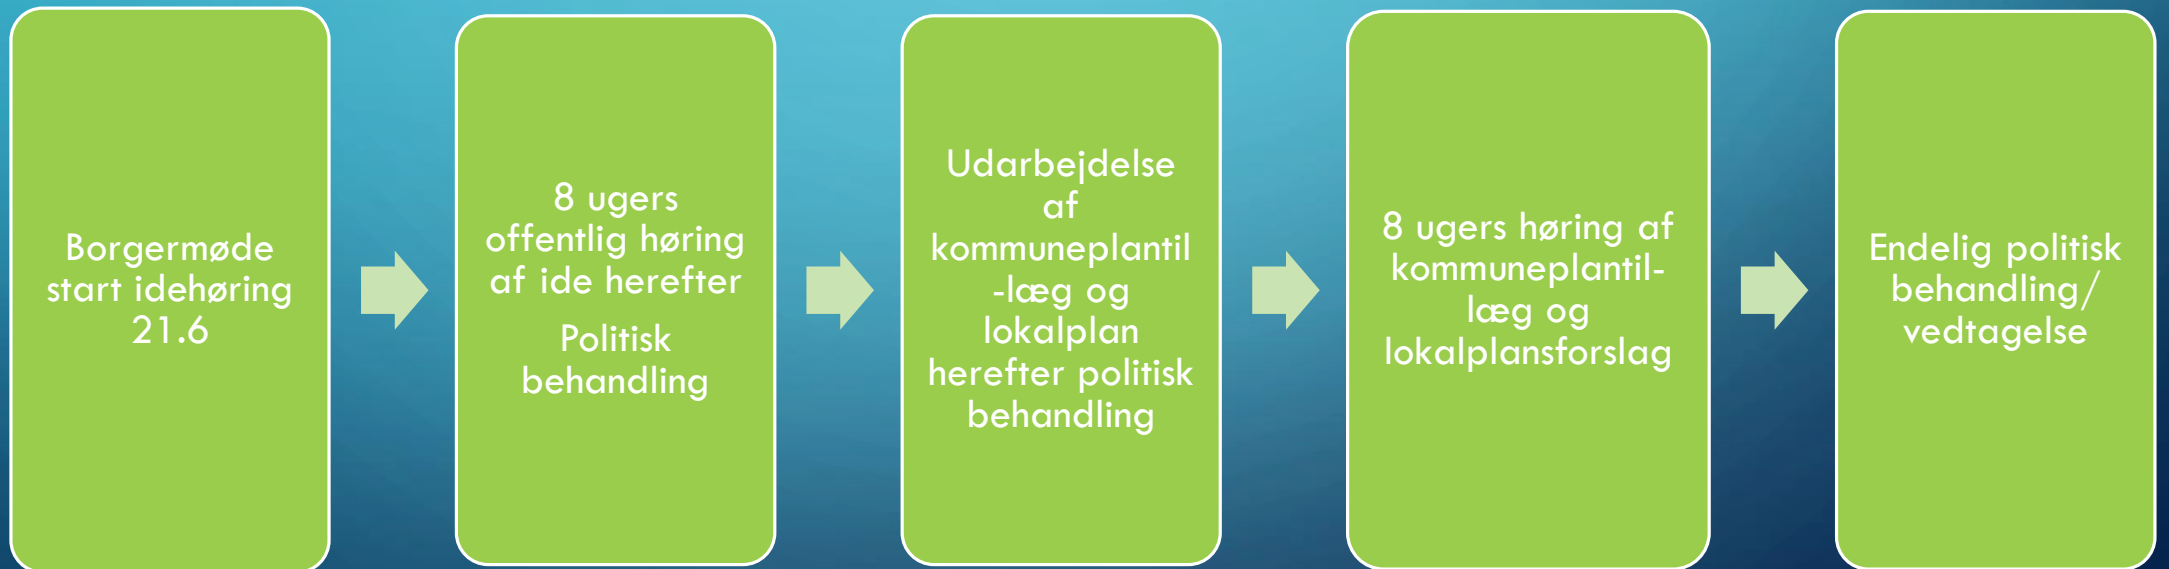 Borgermøde
start idehøring
21.6
8 ugers
offentlig høring
af ide herefter
Politisk
behandling
Udarbejdelse
af
kommuneplantil
-læg og
lokalplan
herefter politisk
behandling
8 ugers høring af
kommuneplantil-
læg og
lokalplansforslag
Endelig politisk
behandling/
vedtagelse